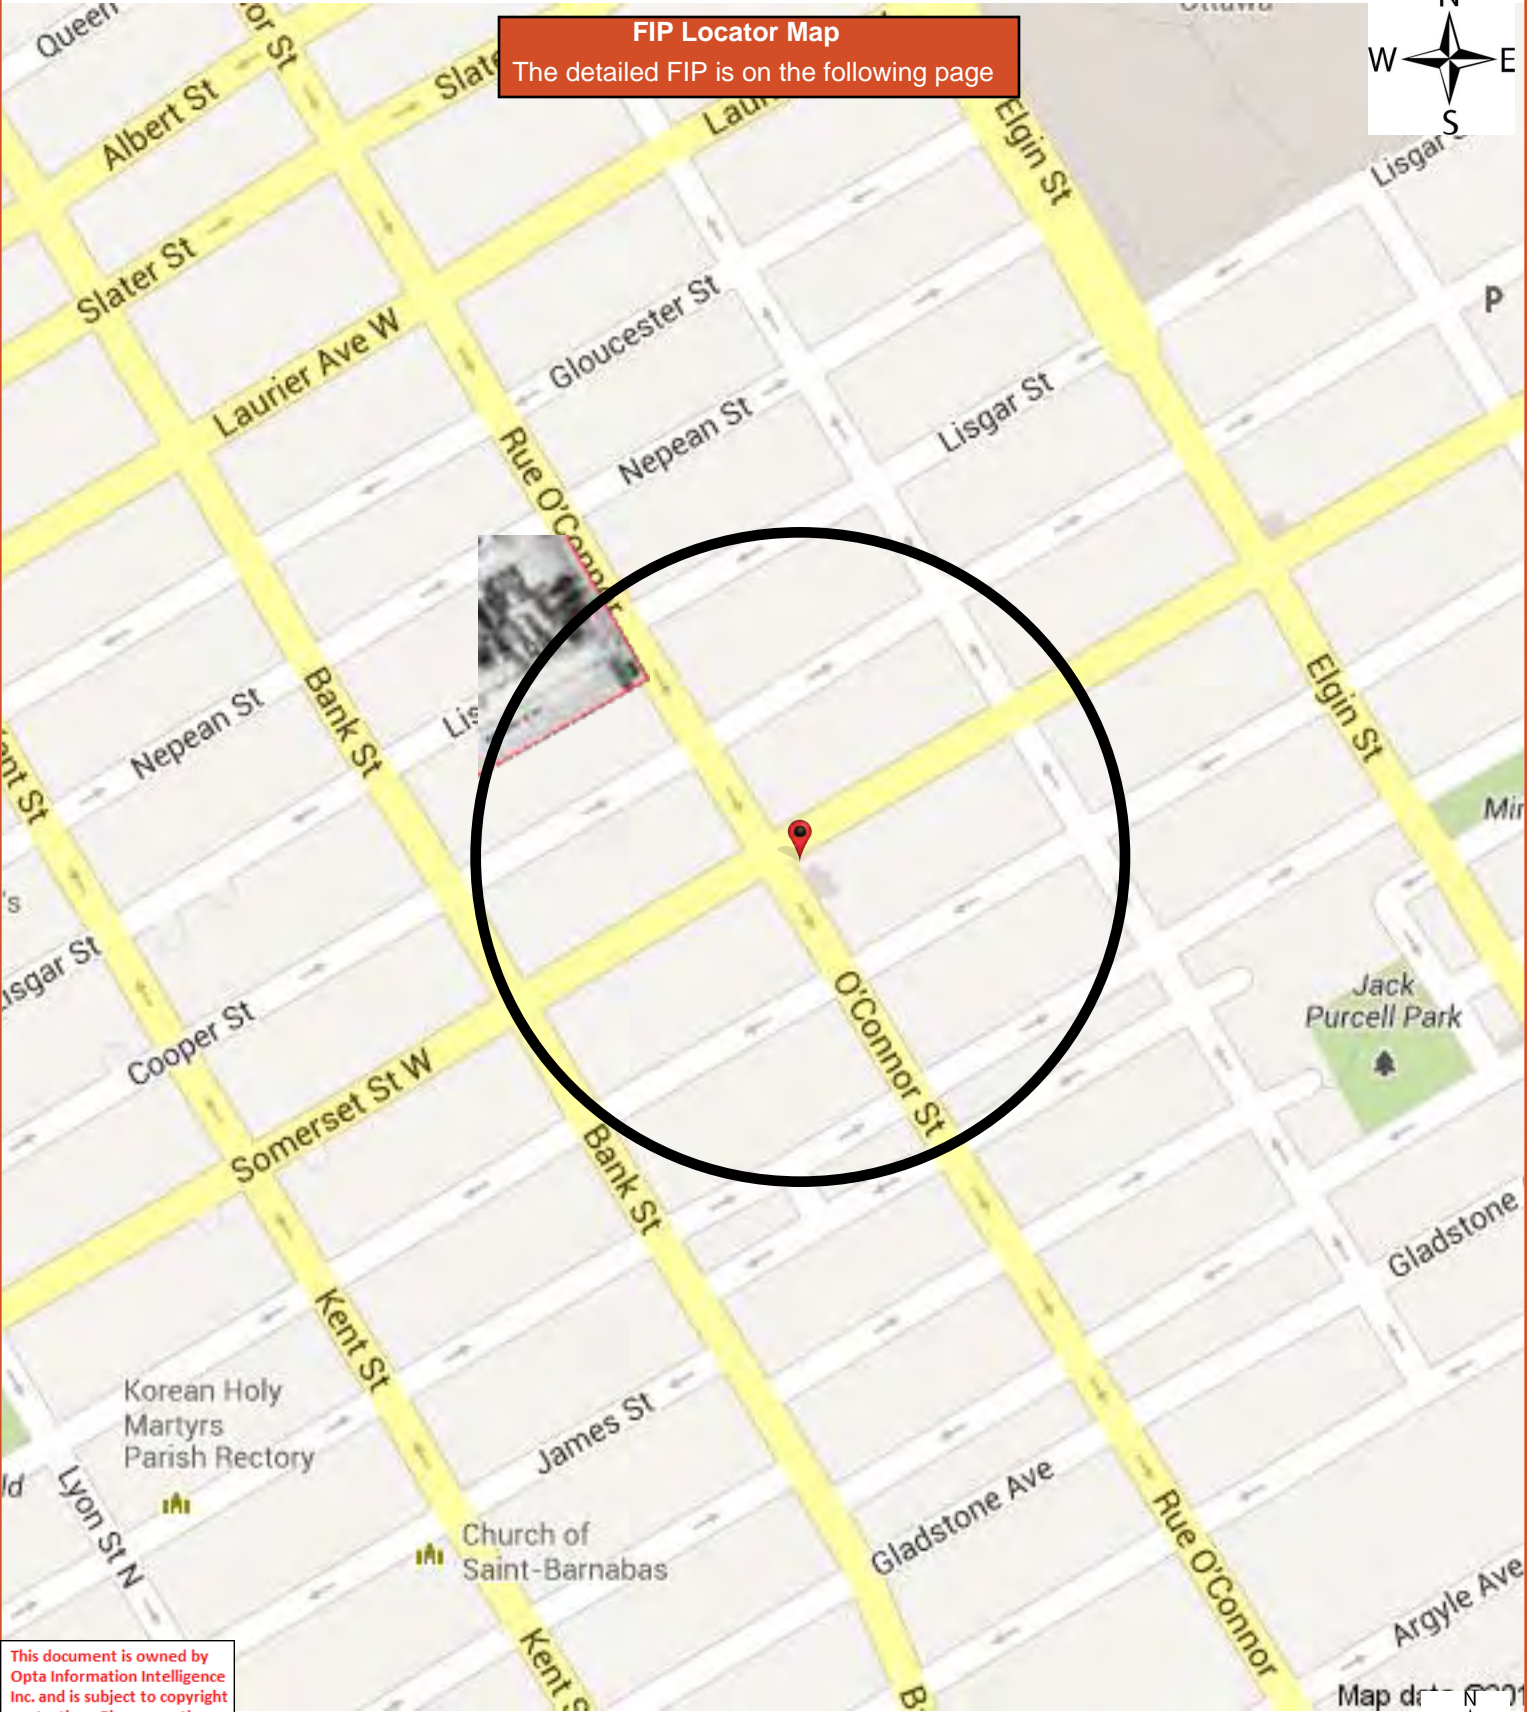 N
W
E
S
FIP Locator Map
The detailed FIP is on the following page
Queen
Albert St
Slater St
Laurier Ave W
Elgin St
Lisgar
P
Gloucester St
Nepean St
Lisgar St
Rue O'Connor
Bank St
Nepean St
Elgin St
Cooper St
Somerset St W
O'Connor St
Jack
Purcell Park
Bank St
Kent St
Gladstone
Korean Holy
Martyrs
Parish Rectory
James St
Lyon St N
Church of
Saint-Barnabas
Gladstone Ave
Rue O'Connor
Argyle Ave
This document is owned by
Opta Information Intelligence
Inc. and is subject to copyright
Map
N